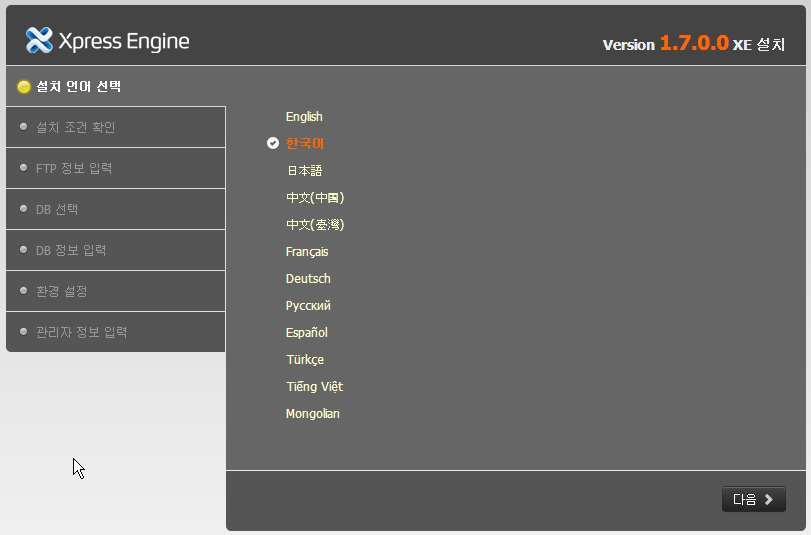 Xpress Engine
Version 1.7.0.0 XE 설치
설치 언어 선택
설치 조건 확인
FTP 정보 입력
DB 선택
DB 정보 입력
환경 설정
관리자 정보 입력
English
한국어
日本語
中文(中国)
中文(臺灣)
Français
Deutsch
Русский
Español
Türkçe
Tiếng Việt
Mongolian
다음